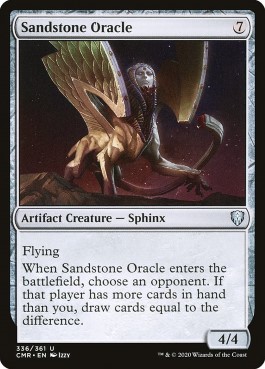 Sandstone Oracle 7
Artifact Creature — Sphinx
Flying
When Sandstone Oracle enters the
battlefield, choose an opponent. If
that player has more cards in hand
than you, draw cards equal to the
difference.
4/4
336/361 U
CMR • EN Izzy
™ & © 2020 Wizards of the Coast